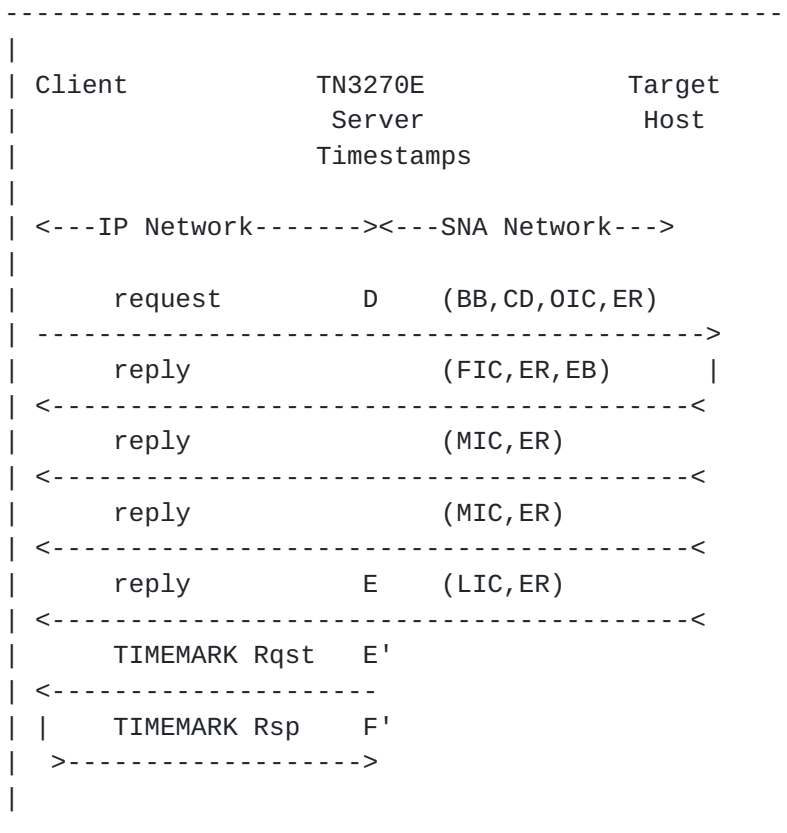 --------------------------------------------------
|
| Client            TN3270E             Target
|                    Server              Host
|                   Timestamps
|
| <---IP Network-------><---SNA Network--->
|
|      request         D    (BB,CD,OIC,ER)
| ------------------------------------------->
|      reply                (FIC,ER,EB)      |
| <-----------------------------------------<
|      reply                (MIC,ER)
| <-----------------------------------------<
|      reply                (MIC,ER)
| <-----------------------------------------<
|      reply           E    (LIC,ER)
| <-----------------------------------------<
|      TIMEMARK Rqst   E'
| <---------------------
| |    TIMEMARK Rsp    F'
|  >------------------->
|